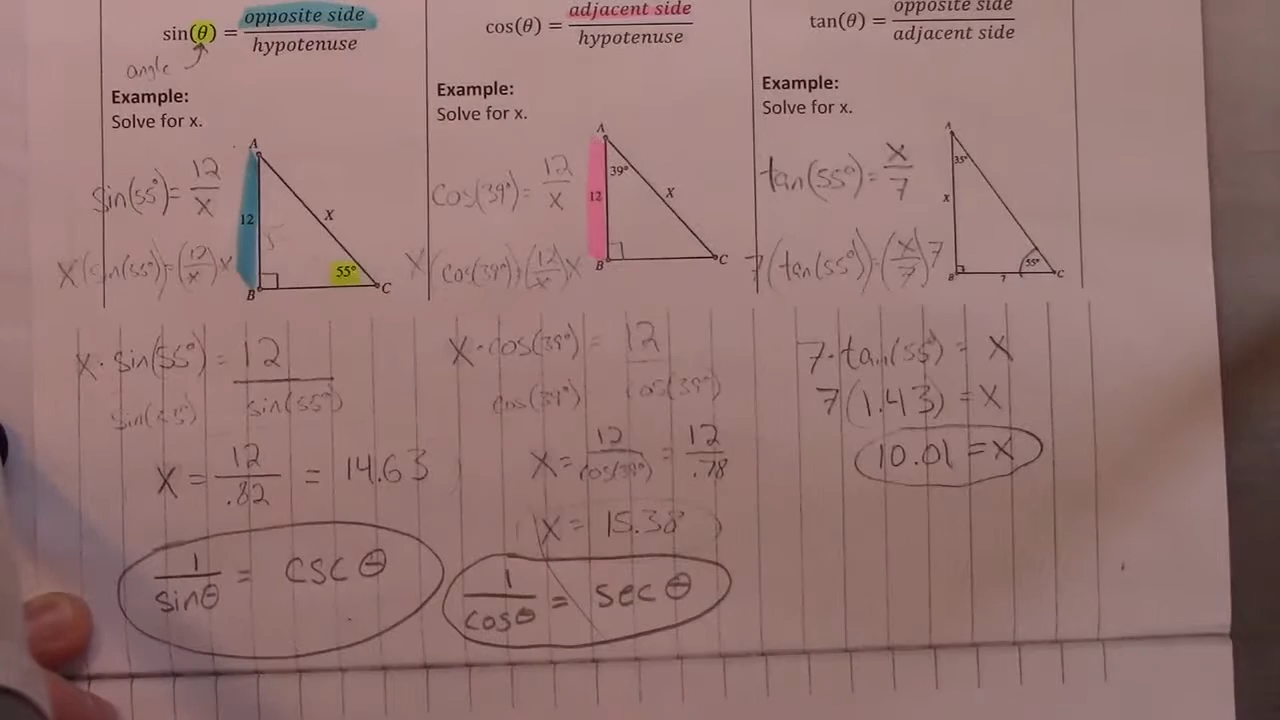 sin(θ) = opposite side / hypotenuse
angle
Example:
Solve for x.
A
sin(55°) = 12/x
12
x
55°
B
C
x(sin(55°)) = (12/x)x
x · sin(55°) = 12
sin(55°) sin(55°)
x = 12/.82 = 14.63
1/sinθ = csc θ
cos(θ) = adjacent side / hypotenuse
Example:
Solve for x.
A
39°
cos(39°) = 12/x
12
x
B
C
x(cos(39°)) = (12/x)x
x · cos(39°) = 12
cos(39°) cos(39°)
x = 12/cos(39°) = 12/.78
x = 15.38
1/cosθ = sec θ
tan(θ) = opposite side / adjacent side
Example:
Solve for x.
A
35°
tan(55°) = x/7
x
55°
B
7
C
7(tan(55°)) = (x/7)7
7 · tan(55°) = x
7(1.43) = x
10.01 = x